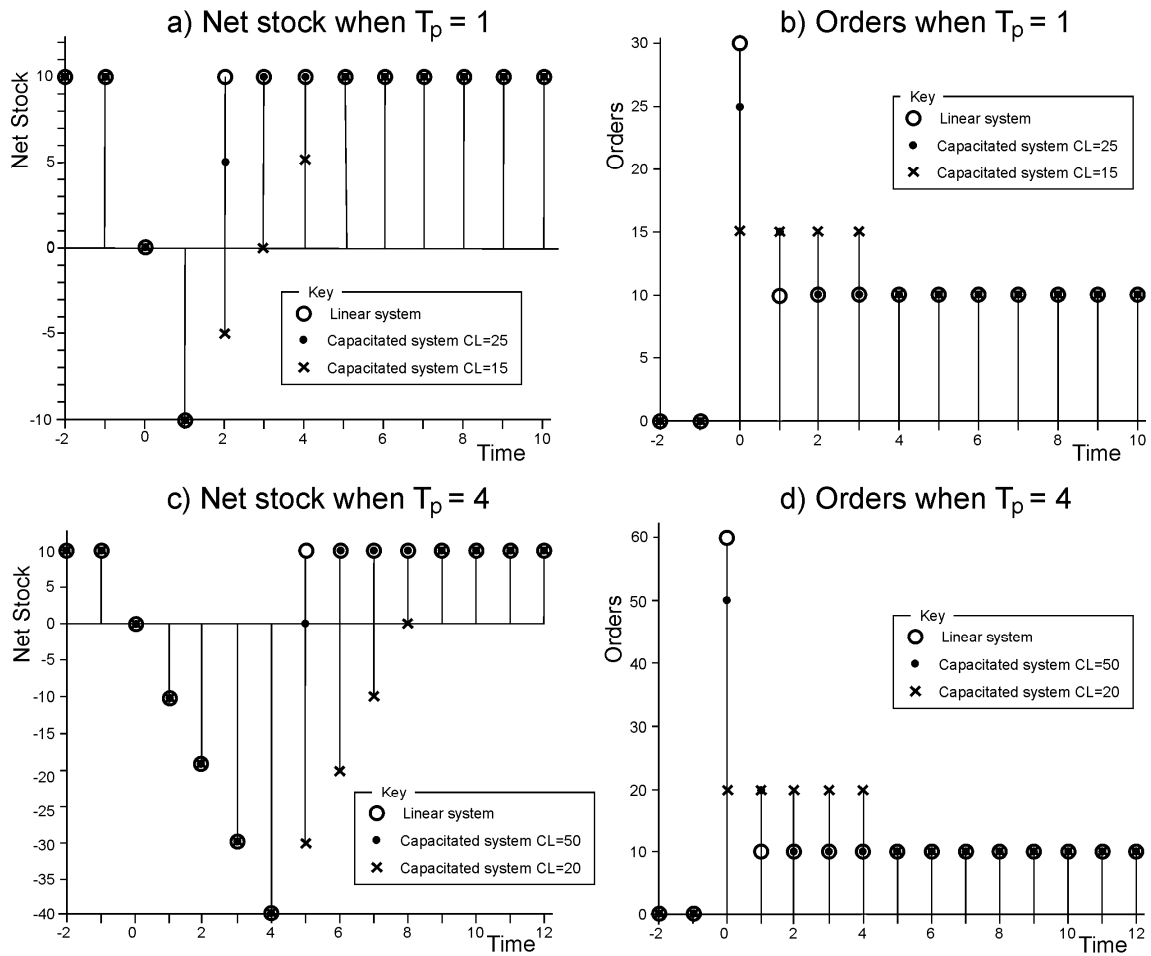 a) Net stock when Tp = 1
Net Stock
10
5
0
-5
-10
-2 0 2 4 6 8 10
Time
Key
Linear system
Capacitated system CL=25
Capacitated system CL=15
b) Orders when Tp = 1
Orders
30
25
20
15
10
5
0
-2 0 2 4 6 8 10
Time
Key
Linear system
Capacitated system CL=25
Capacitated system CL=15
c) Net stock when Tp = 4
Net Stock
10
5
0
-5
-10
-15
-20
-25
-30
-35
-40
-2 0 2 4 6 8 10 12
Time
Key
Linear system
Capacitated system CL=50
Capacitated system CL=20
d) Orders when Tp = 4
Orders
60
50
40
30
20
10
0
-2 0 2 4 6 8 10 12
Time
Key
Linear system
Capacitated system CL=50
Capacitated system CL=20